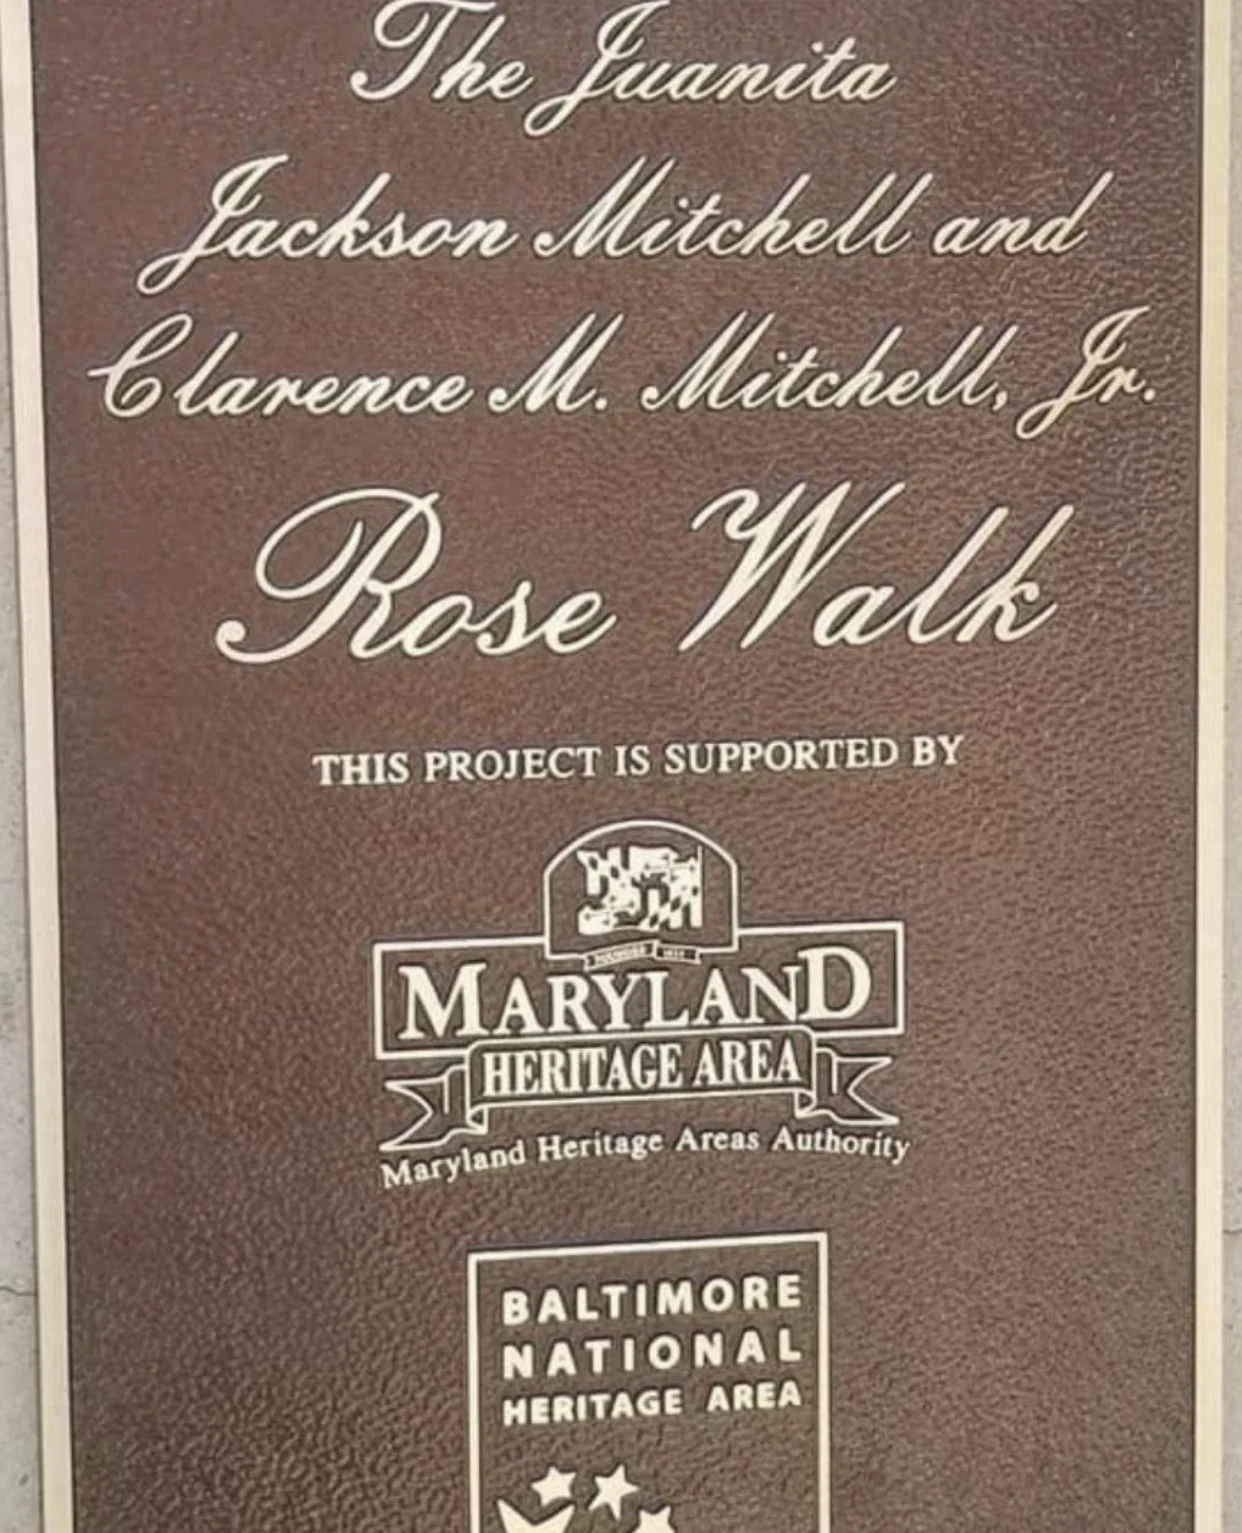 The Juanita
Jackson Mitchell and
Clarence M. Mitchell, Jr.
Rose Walk
THIS PROJECT IS SUPPORTED BY
MARYLAND
HERITAGE AREA
Maryland Heritage Areas Authority
BALTIMORE
NATIONAL
HERITAGE AREA